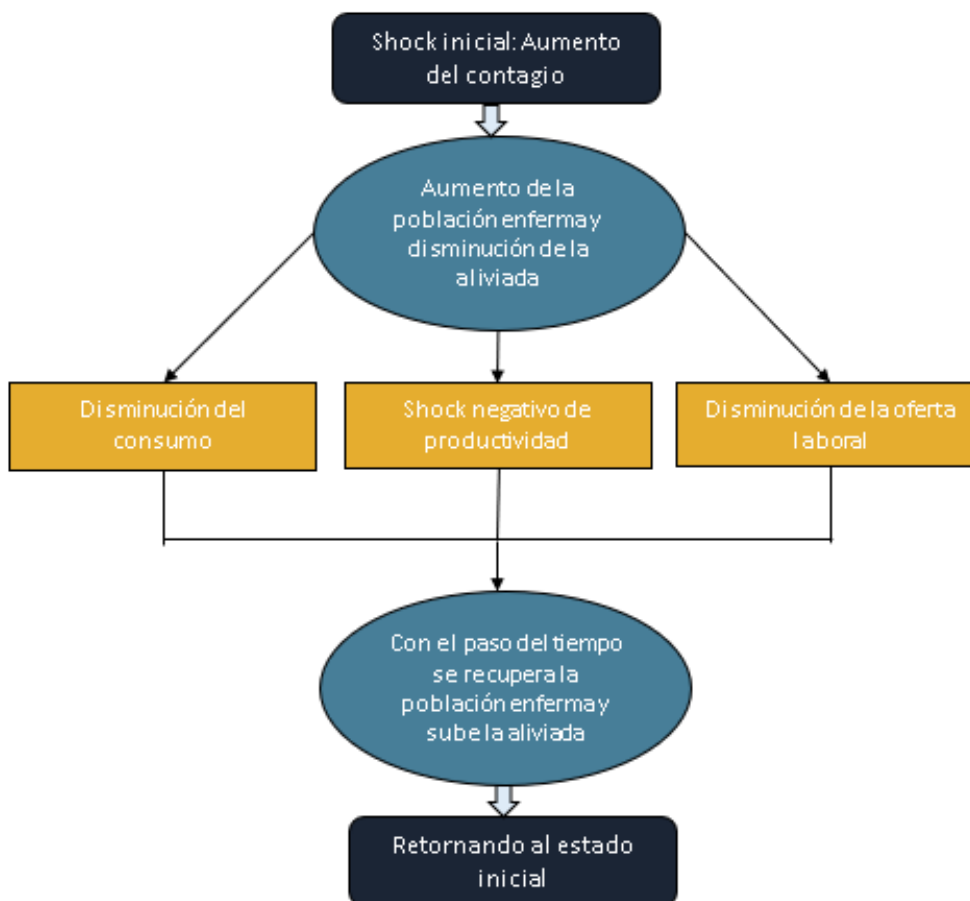 Shock inicial: Aumento
del contagio
Aumento de la
población enferma y
disminución de la
aliviada
Disminución del
consumo
Shock negativo de
productividad
Disminución de la oferta
laboral
Con el paso del tiempo
se recupera la
población enferma y
sube la aliviada
Retornando al estado
inicial